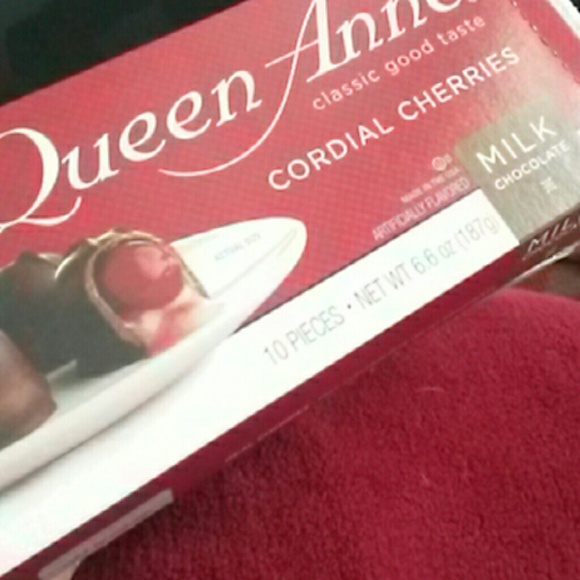 Queen Anne
classic good taste
CORDIAL CHERRIES
MILK
CHOCOLATE
MADE IN THE USA
ARTIFICIALLY FLAVORED
ACTUAL SIZE
10 PIECES • NET WT 6.6 oz (187g)
MILK